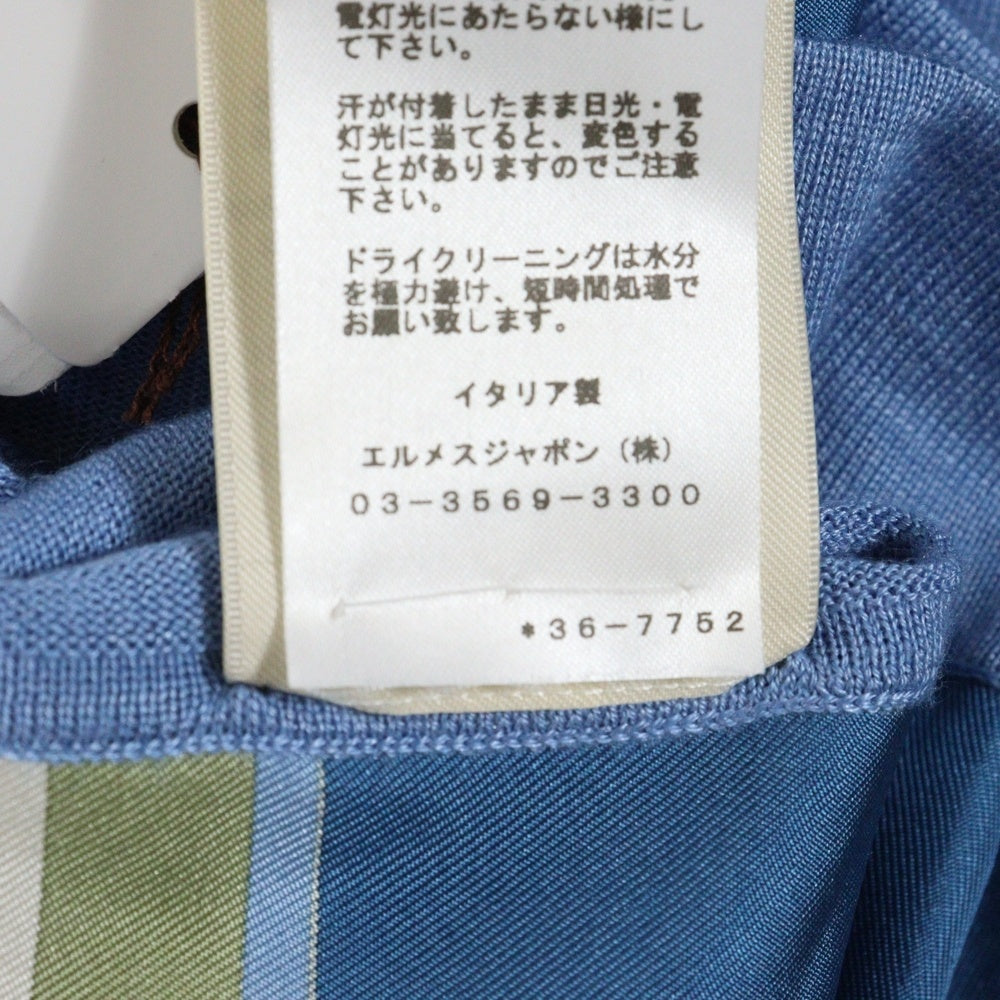 電灯光にあたらない様にし
て下さい。
汗が付着したまま日光・電
灯光に当てると、変色する
ことがありますのでご注意
下さい。
ドライクリーニングは水分
を極力避け、短時間処理で
お願い致します。
イタリア製
エルメスジャポン（株）
03-3569-3300
*36-7752